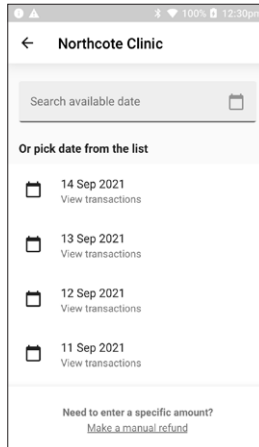 100% 12:30pm
Northcote Clinic
Search available date
Or pick date from the list
14 Sep 2021
View transactions
13 Sep 2021
View transactions
12 Sep 2021
View transactions
11 Sep 2021
View transactions
Need to enter a specific amount?
Make a manual refund